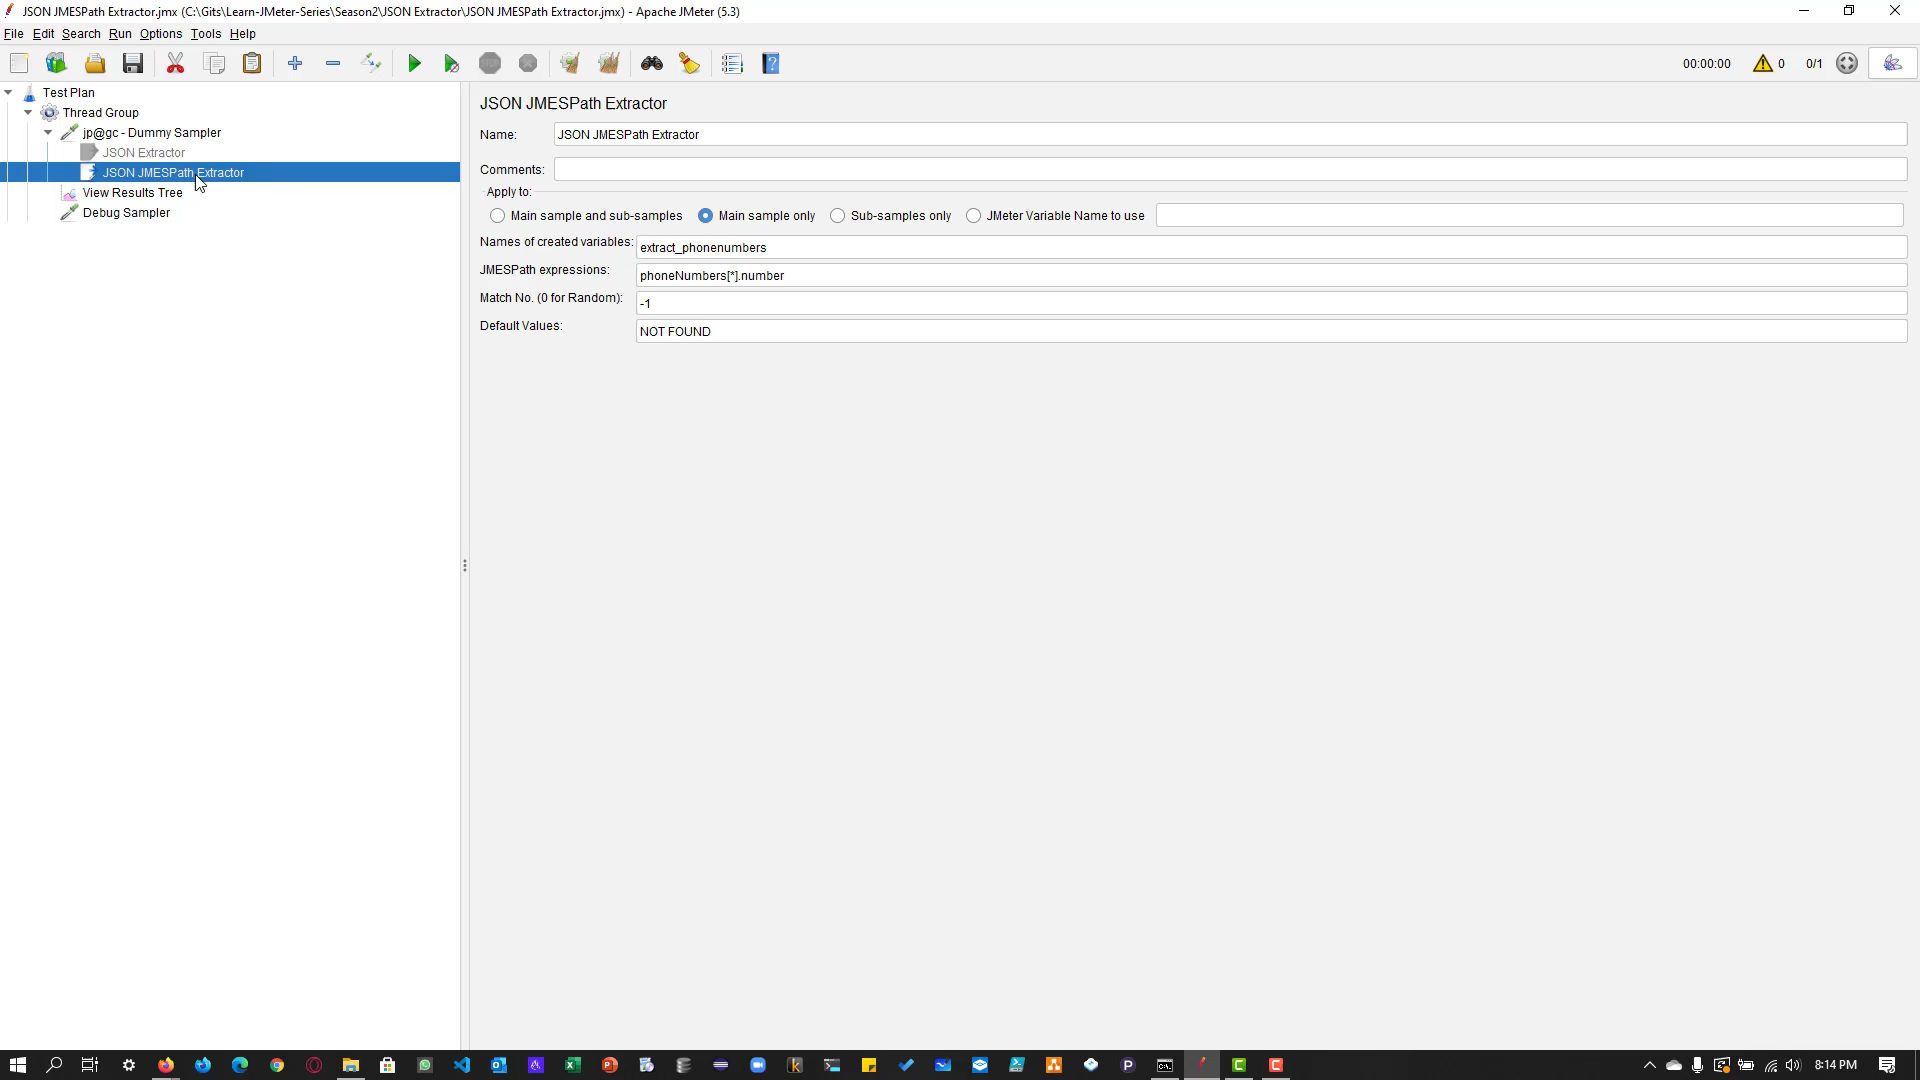 JSON JMESPath Extractor.jmx (C:\Gits\Learn-JMeter-Series\Season2\JSON Extractor\JSON JMESPath Extractor.jmx) - Apache JMeter (5.3)
File Edit Search Run Options Tools Help
00:00:00 0 0/1
Test Plan
Thread Group
jp@gc - Dummy Sampler
JSON Extractor
JSON JMESPath Extractor
View Results Tree
Debug Sampler
JSON JMESPath Extractor
Name: JSON JMESPath Extractor
Comments:
Apply to:
Main sample and sub-samples Main sample only Sub-samples only JMeter Variable Name to use
Names of created variables: extract_phonenumbers
JMESPath expressions: phoneNumbers[*].number
Match No. (0 for Random): -1
Default Values: NOT FOUND
8:14 PM